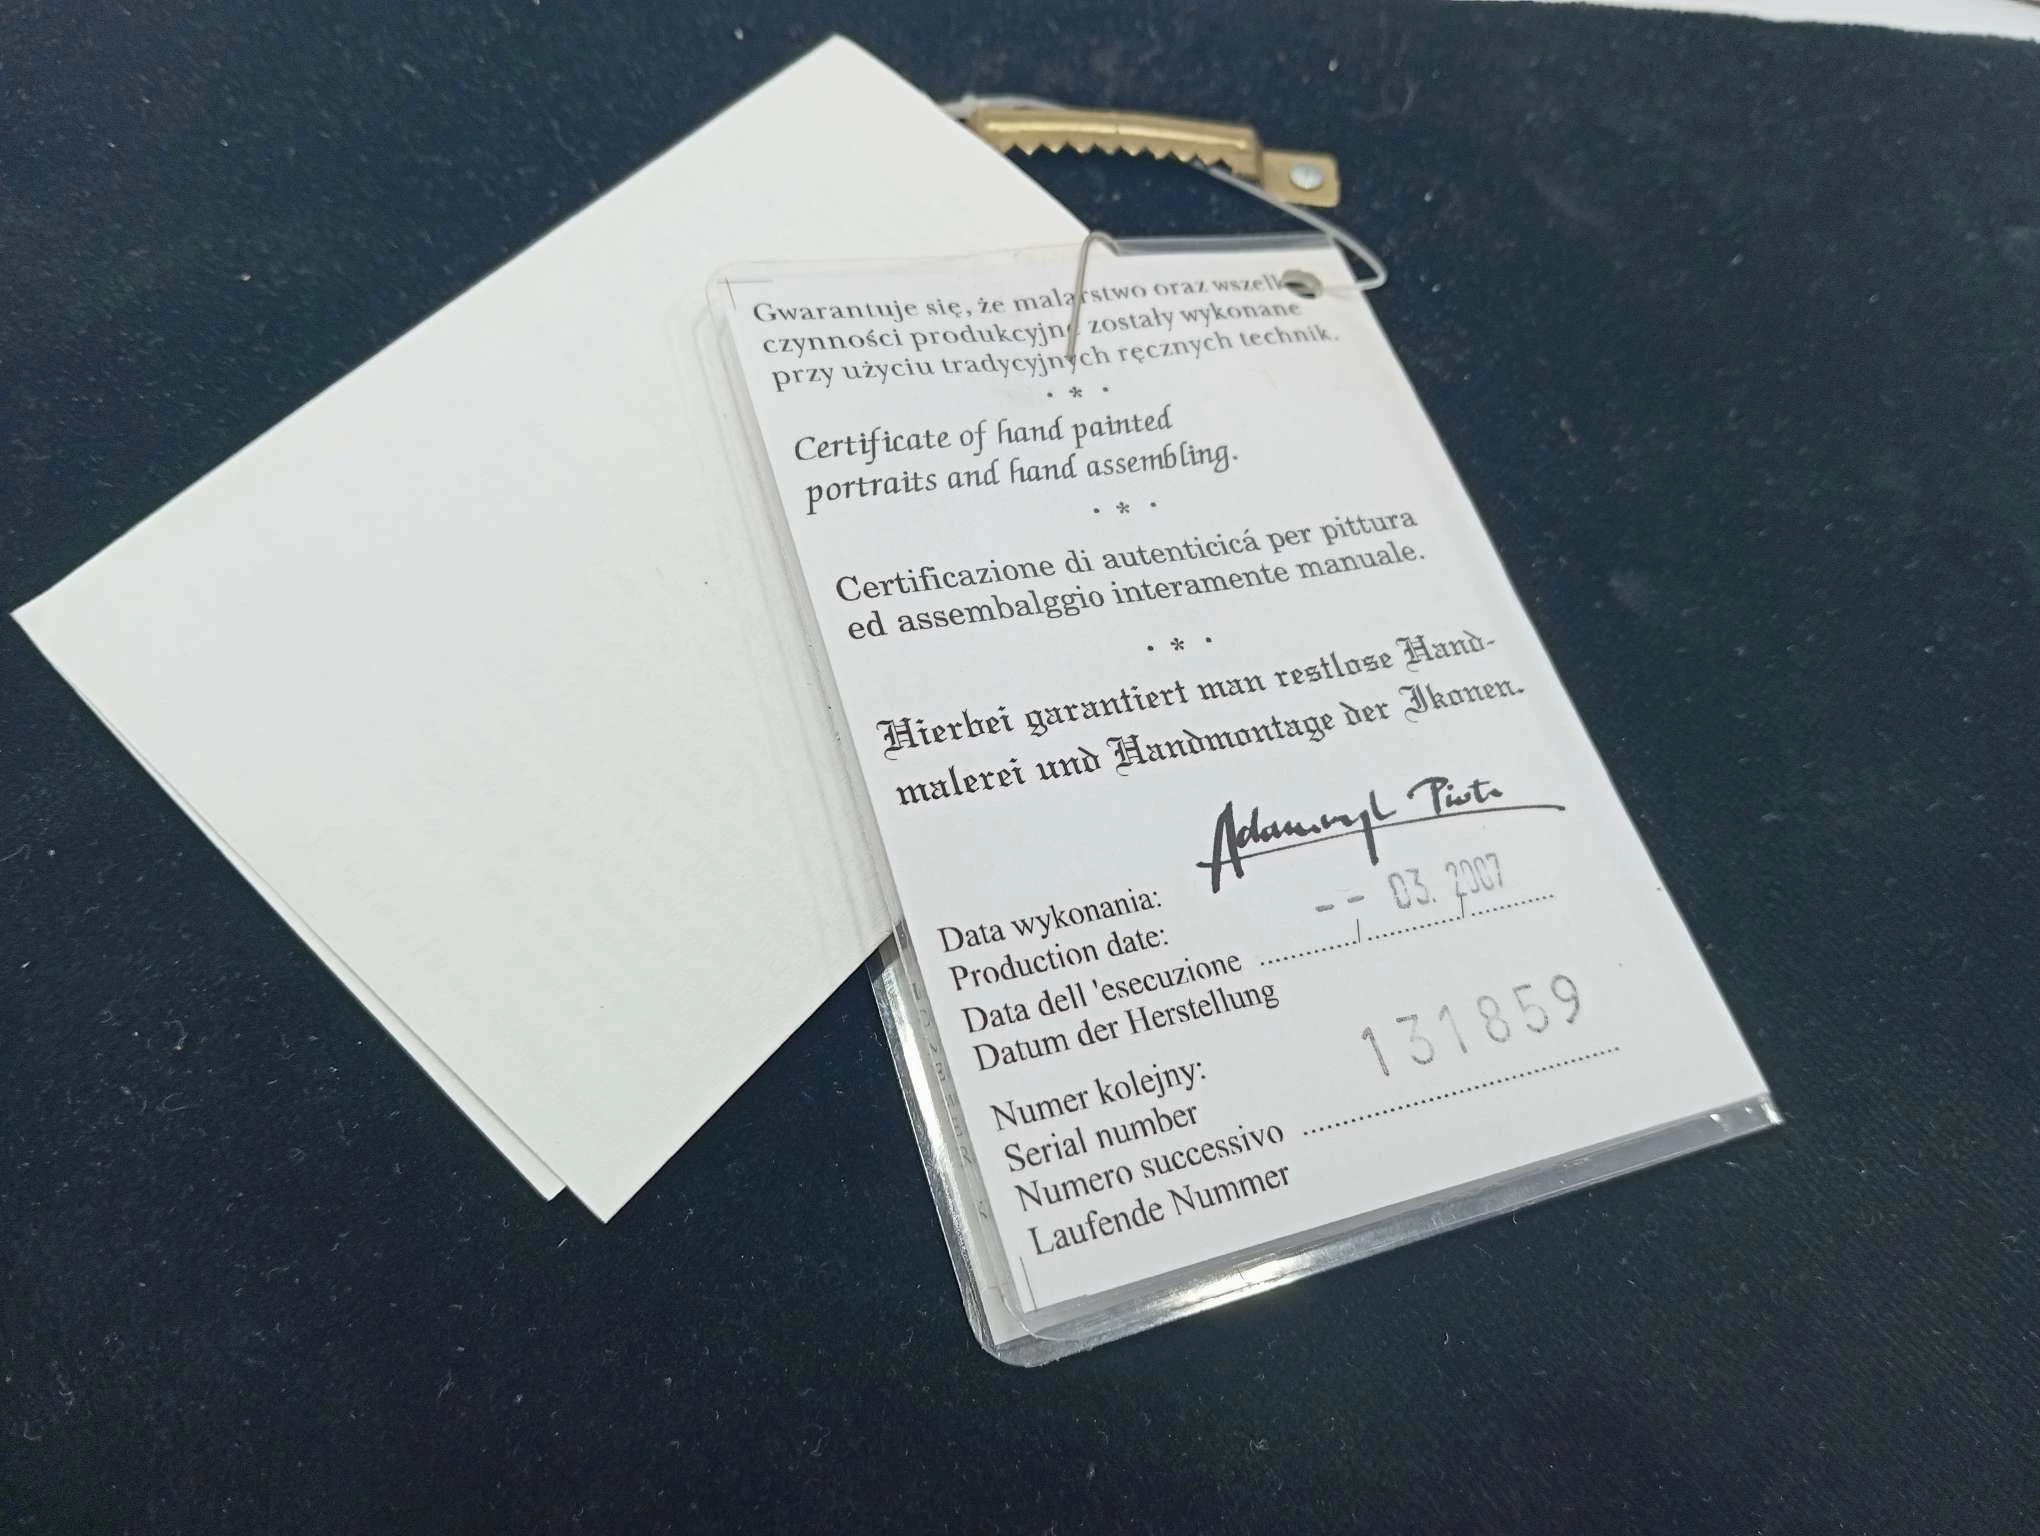 Gwarantuje się, że malarstwo oraz wszelk
czynności produkcyjne zostały wykonane
przy użyciu tradycyjnych ręcznych technik.
· * ·
Certificate of hand painted
portraits and hand assembling.
· * ·
Certificazione di autenticicá per pittura
ed assembalggio interamente manuale.
· * ·
Hierbei garantiert man restlose Hand-
malerei und Handmontage der Ikonen.
Piotr
Data wykonania:
Production date:
Data dell 'esecuzione ............/............/............ -- 03. 2007
Datum der Herstellung
Numer kolejny:
Serial number
Numero successivo ........................ 131859
Laufende Nummer